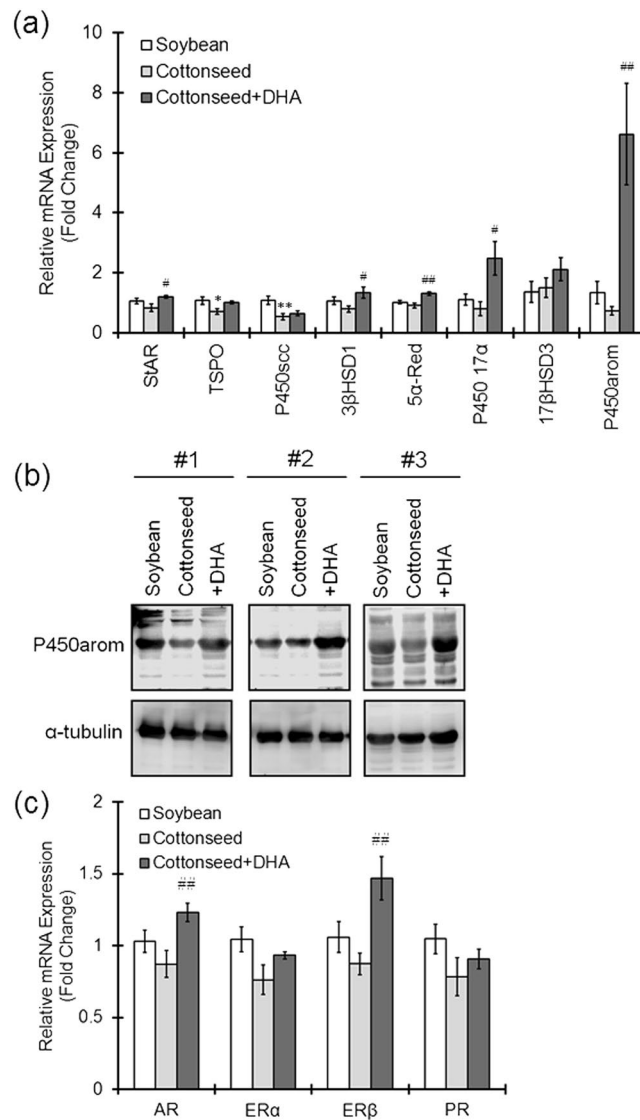 (a)
10
8
6
4
2
0
Relative mRNA Expression
(Fold Change)
Soybean
Cottonseed
Cottonseed+DHA
#
*
**
#
##
#
##
StAR
TSPO
P450scc
3βHSD1
5α-Red
P450 17α
17βHSD3
P450arom
(b)
#1 #2 #3
Soybean Cottonseed +DHA Soybean Cottonseed +DHA Soybean Cottonseed +DHA
P450arom
α-tubulin
(c)
2
1.5
1
0.5
0
Relative mRNA Expression
(Fold Change)
Soybean
Cottonseed
Cottonseed+DHA
##
##
AR ERα ERβ PR